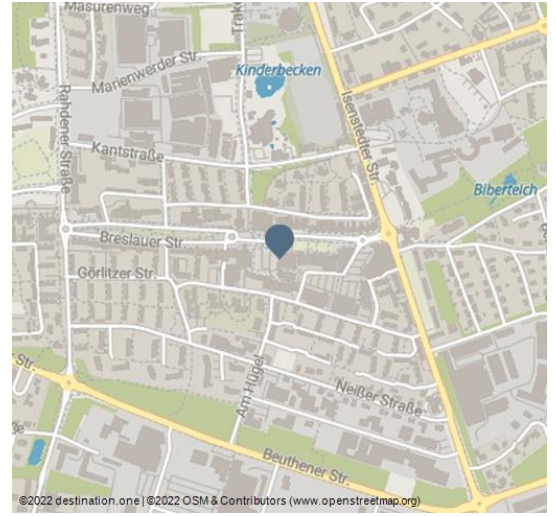 Masurenweg
Trake
Marienwerder Str.
Kinderbecken
Isenstedter Str.
Rahdener Straße
Kantstraße
Biberteich
Breslauer Str.
Görlitzer Str.
Str.
Am Hügel
Neißer Straße
Beuthener Str.
©2022 destination.one | ©2022 OSM & Contributors (www.openstreetmap.org)